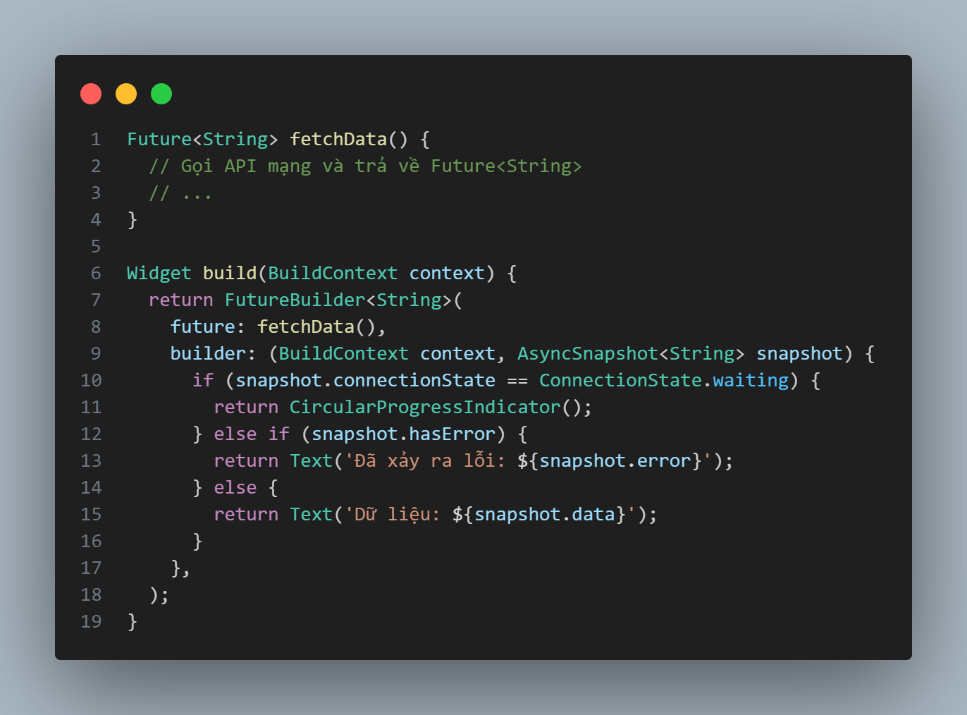 1 Future<String> fetchData() {
2   // Gọi API mạng và trả về Future<String>
3   // ...
4 }
5
6 Widget build(BuildContext context) {
7   return FutureBuilder<String>(
8     future: fetchData(),
9     builder: (BuildContext context, AsyncSnapshot<String> snapshot) {
10       if (snapshot.connectionState == ConnectionState.waiting) {
11         return CircularProgressIndicator();
12       } else if (snapshot.hasError) {
13         return Text('Đã xảy ra lỗi: ${snapshot.error}');
14       } else {
15         return Text('Dữ liệu: ${snapshot.data}');
16       }
17     },
18   );
19 }